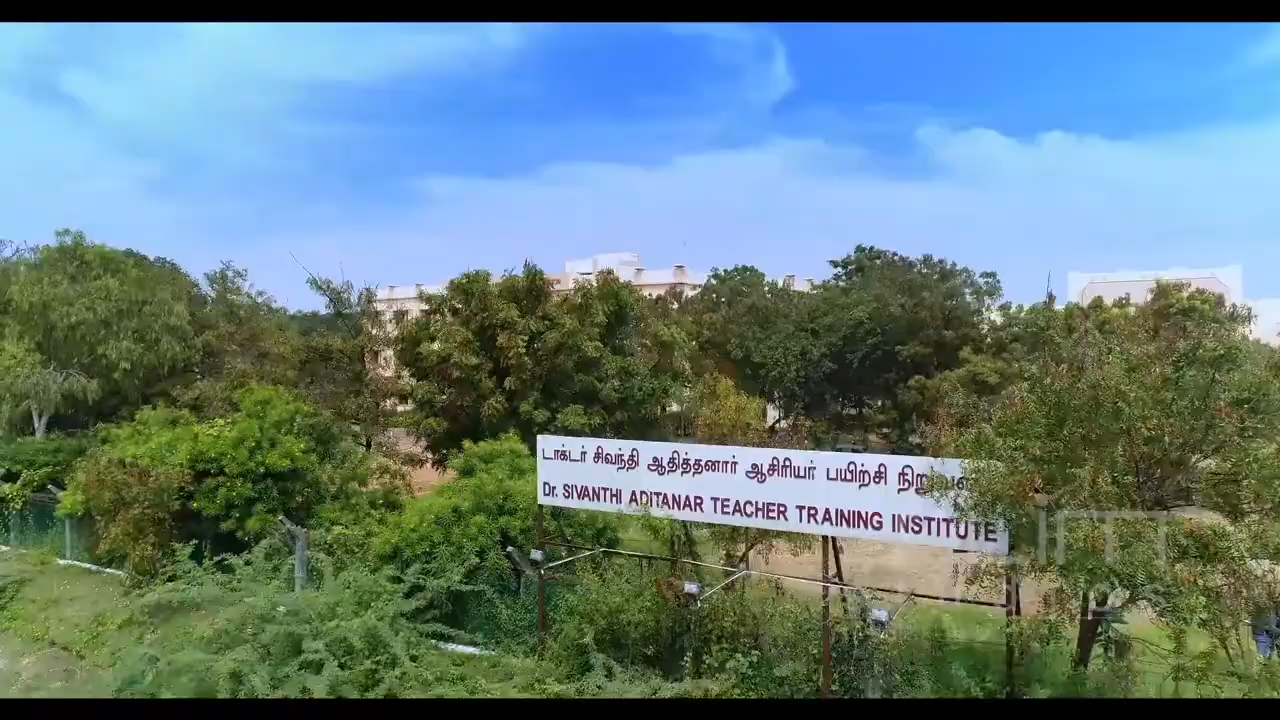 டாக்டர் சிவந்தி ஆதித்தனார் ஆசிரியர் பயிற்சி
Dr. SIVANTHI ADITANAR TEACHER TRAINING INSTITUTE